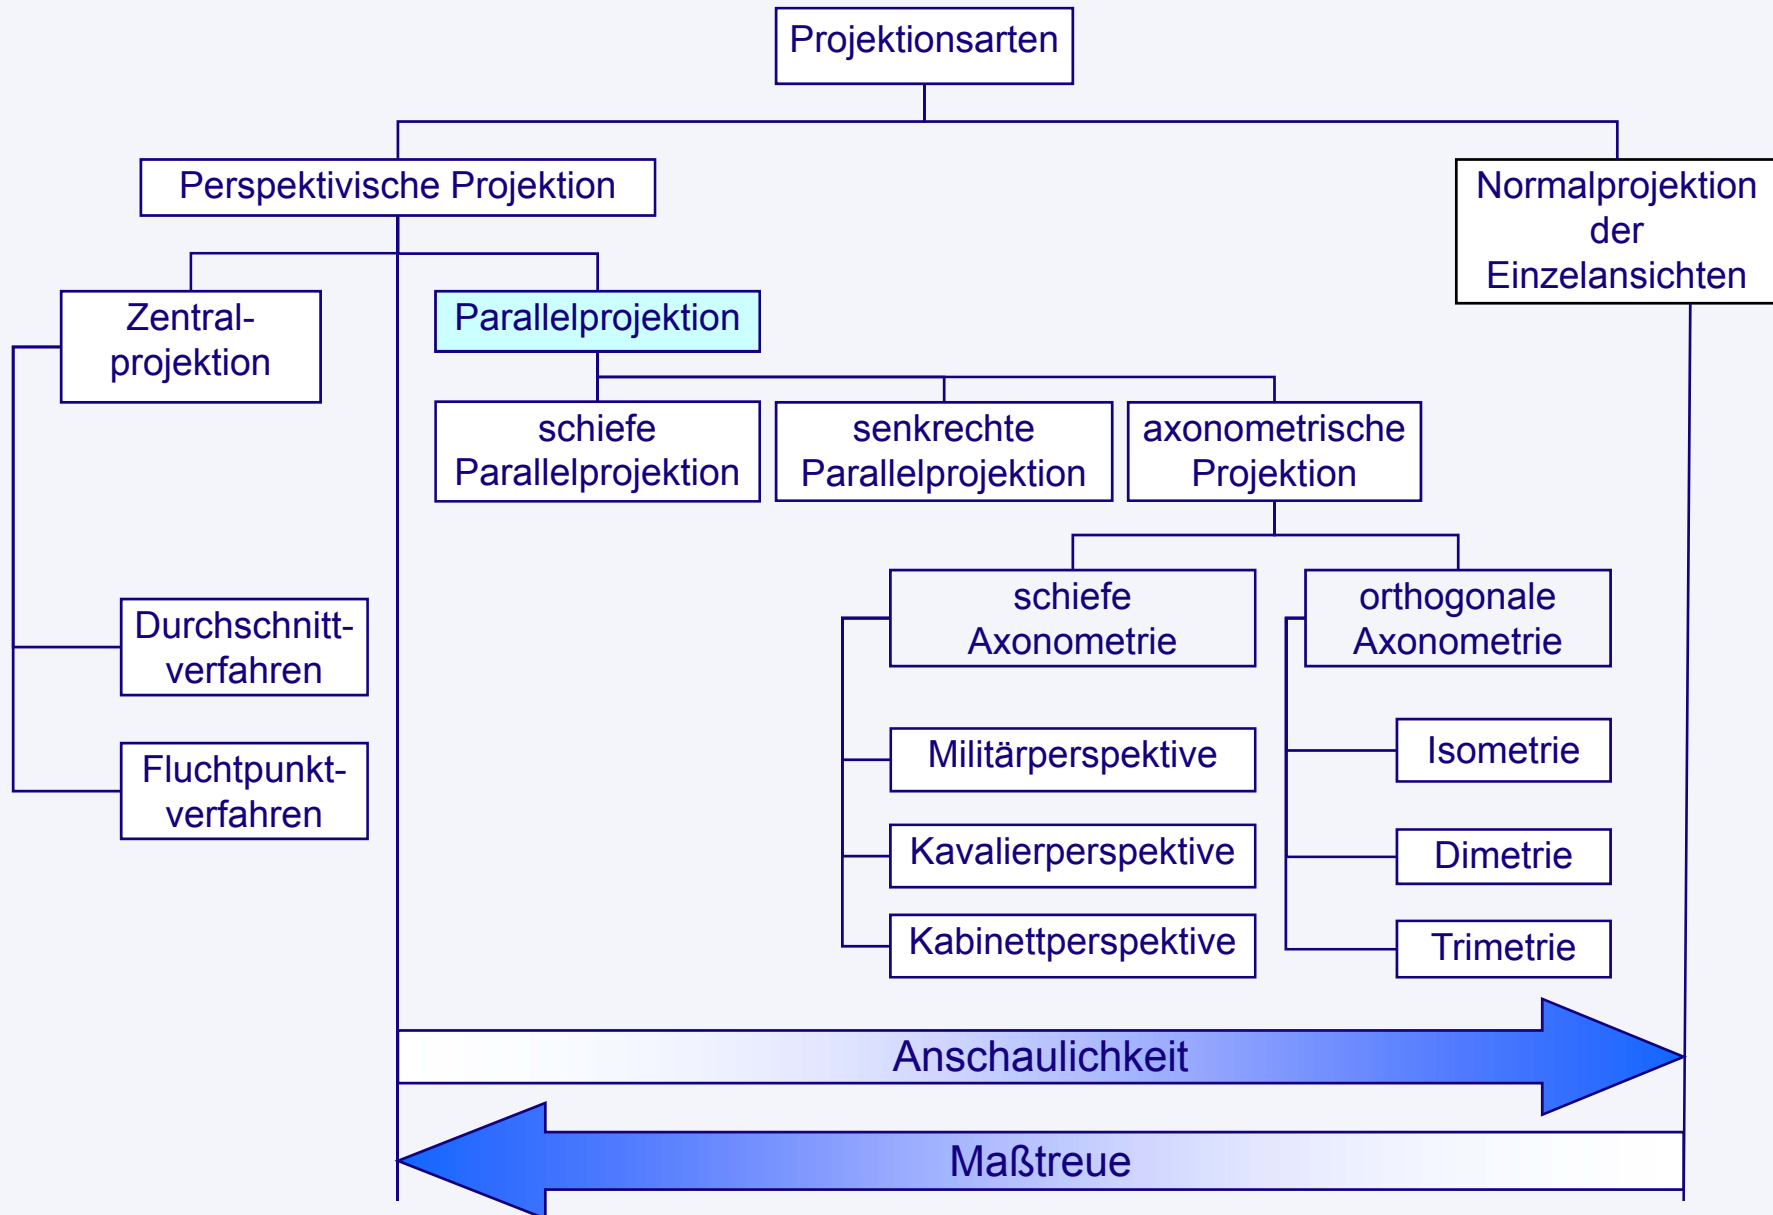 Projektionsarten
Perspektivische Projektion
Normalprojektion
der
Einzelansichten
Zentral-
projektion
Parallelprojektion
schiefe
Parallelprojektion
senkrechte
Parallelprojektion
axonometrische
Projektion
schiefe
Axonometrie
orthogonale
Axonometrie
Durchschnitt-
verfahren
Fluchtpunkt-
verfahren
Militärperspektive
Kavalierperspektive
Kabinettperspektive
Isometrie
Dimetrie
Trimetrie
Anschaulichkeit
Maßtreue